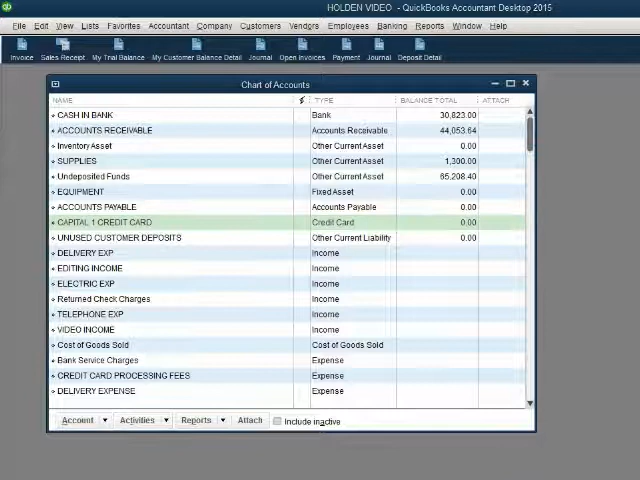 HOLDEN VIDEO - QuickBooks Accountant Desktop 2015
File Edit View Lists Favorites Accountant Company Customers Vendors Employees Banking Reports Window Help
Invoice Sales Receipt My Trial Balance My Customer Balance Detail Journal Open Invoices Payment Journal Deposit Detail
Chart of Accounts
NAME TYPE BALANCE TOTAL ATTACH
CASH IN BANK Bank 30,823.00
ACCOUNTS RECEIVABLE Accounts Receivable 44,053.64
Inventory Asset Other Current Asset 0.00
SUPPLIES Other Current Asset 1,300.00
Undeposited Funds Other Current Asset 65,208.40
EQUIPMENT Fixed Asset 0.00
ACCOUNTS PAYABLE Accounts Payable 0.00
CAPITAL 1 CREDIT CARD Credit Card 0.00
UNUSED CUSTOMER DEPOSITS Other Current Liability 0.00
DELIVERY EXP Income
EDITING INCOME Income
ELECTRIC EXP Income
Returned Check Charges Income
TELEPHONE EXP Income
VIDEO INCOME Income
Cost of Goods Sold Cost of Goods Sold
Bank Service Charges Expense
CREDIT CARD PROCESSING FEES Expense
DELIVERY EXPENSE Expense
Account Activities Reports Attach Include inactive